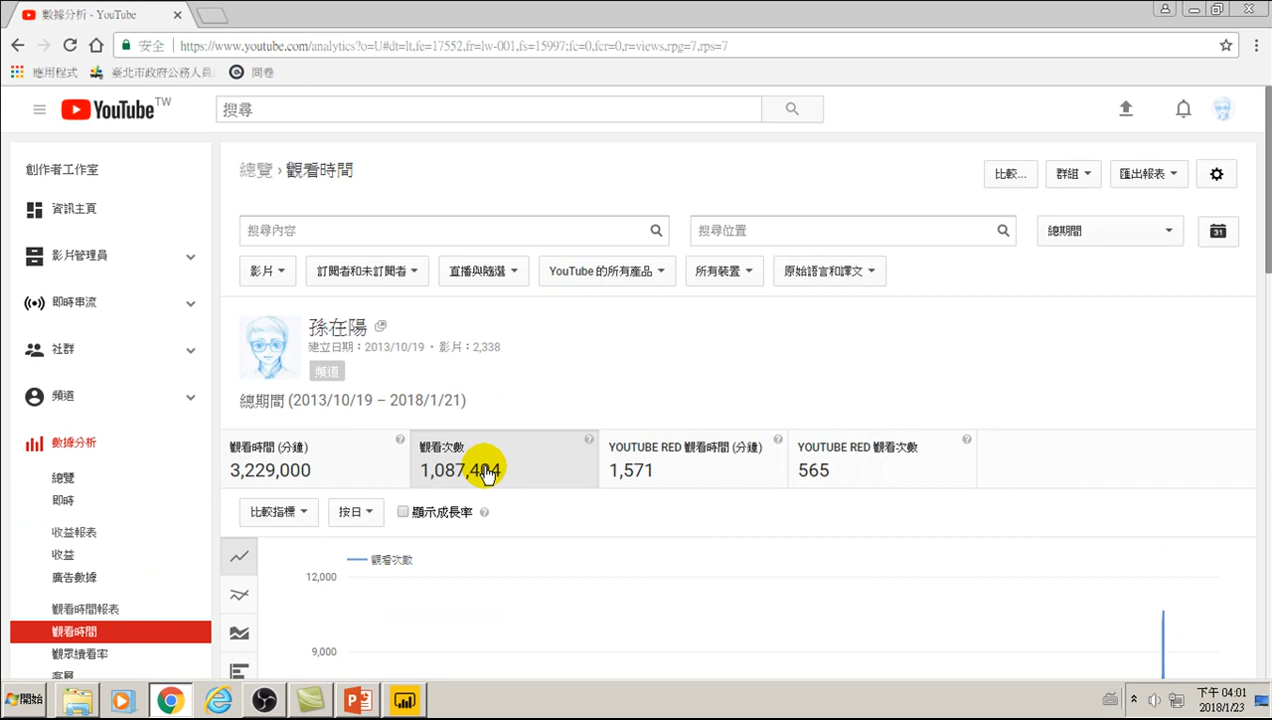 數據分析 - YouTube
安全 https://www.youtube.com/analytics?o=U#dt=lt,fe=17552,fr=lw-001,fs=15997;fc=0,fcr=0,r=views,rpg=7,rps=7
應用程式 臺北市政府公務人員 問卷
YouTube TW 搜尋
創作者工作室
資訊主頁
影片管理員
即時串流
社群
頻道
數據分析
總覽
即時
收益報表
收益
廣告數據
觀看時間報表
觀看時間
觀眾續看率
總覽 › 觀看時間
比較... 群組 匯出報表
搜尋內容 搜尋位置 總期間 31
影片 訂閱者和未訂閱者 直播與隨選 YouTube 的所有產品 所有裝置 原始語言和譯文
孫在陽
建立日期：2013/10/19 • 影片：2,338
頻道
總期間 (2013/10/19 – 2018/1/21)
觀看時間 (分鐘) 觀看次數 YOUTUBE RED 觀看時間 (分鐘) YOUTUBE RED 觀看次數
3,229,000 1,571 565
比較指標 按日 顯示成長率
觀看次數
12,000
9,000
開始 下午 04:01
2018/1/23